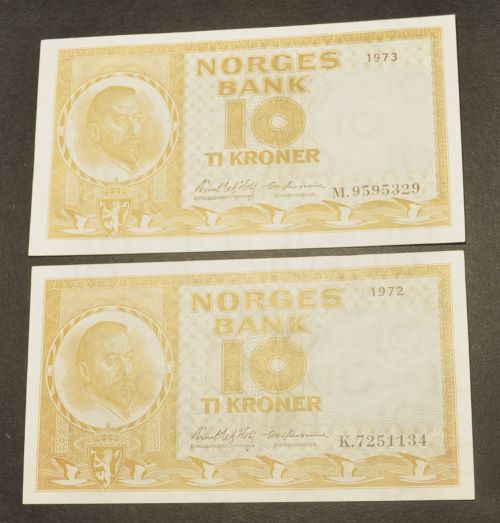 NORGES
1973
BANK
10
TI KRONER
M.9595329
NORGES
1972
BANK
10
TI KRONER
K.7251134